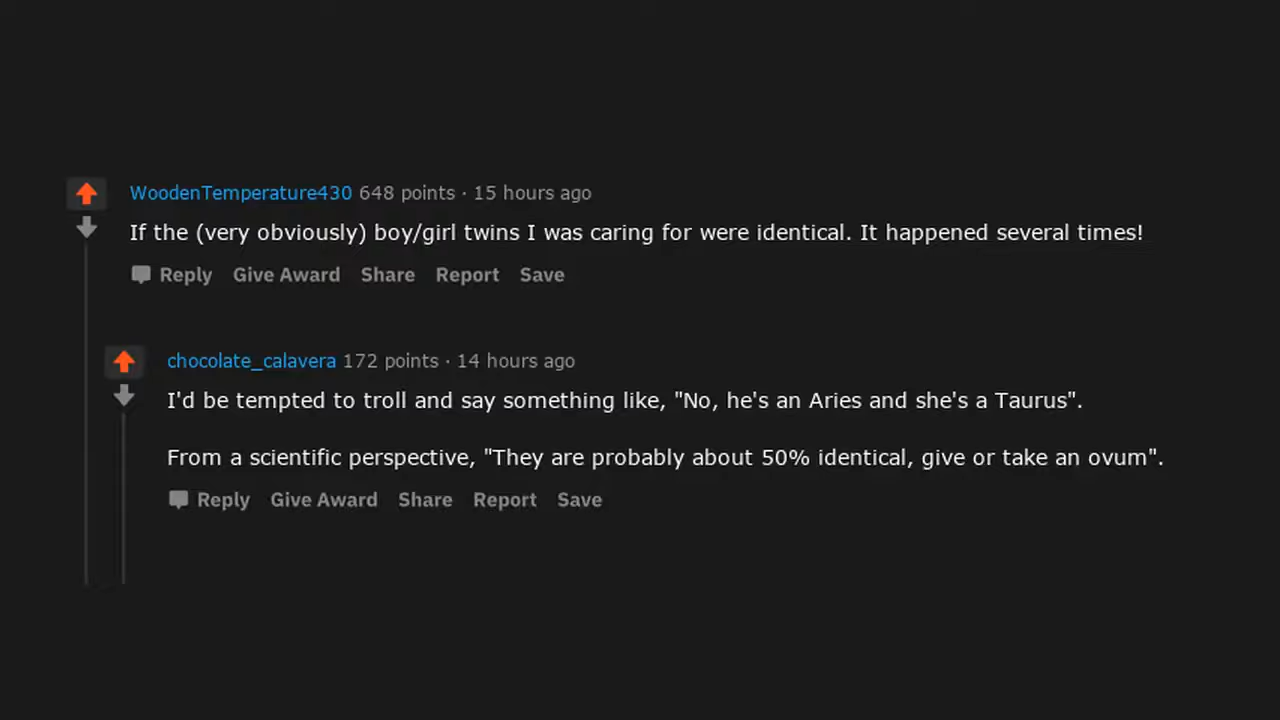 WoodenTemperature430 648 points · 15 hours ago
If the (very obviously) boy/girl twins I was caring for were identical. It happened several times!
Reply Give Award Share Report Save
chocolate_calavera 172 points · 14 hours ago
I'd be tempted to troll and say something like, "No, he's an Aries and she's a Taurus".
From a scientific perspective, "They are probably about 50% identical, give or take an ovum".
Reply Give Award Share Report Save